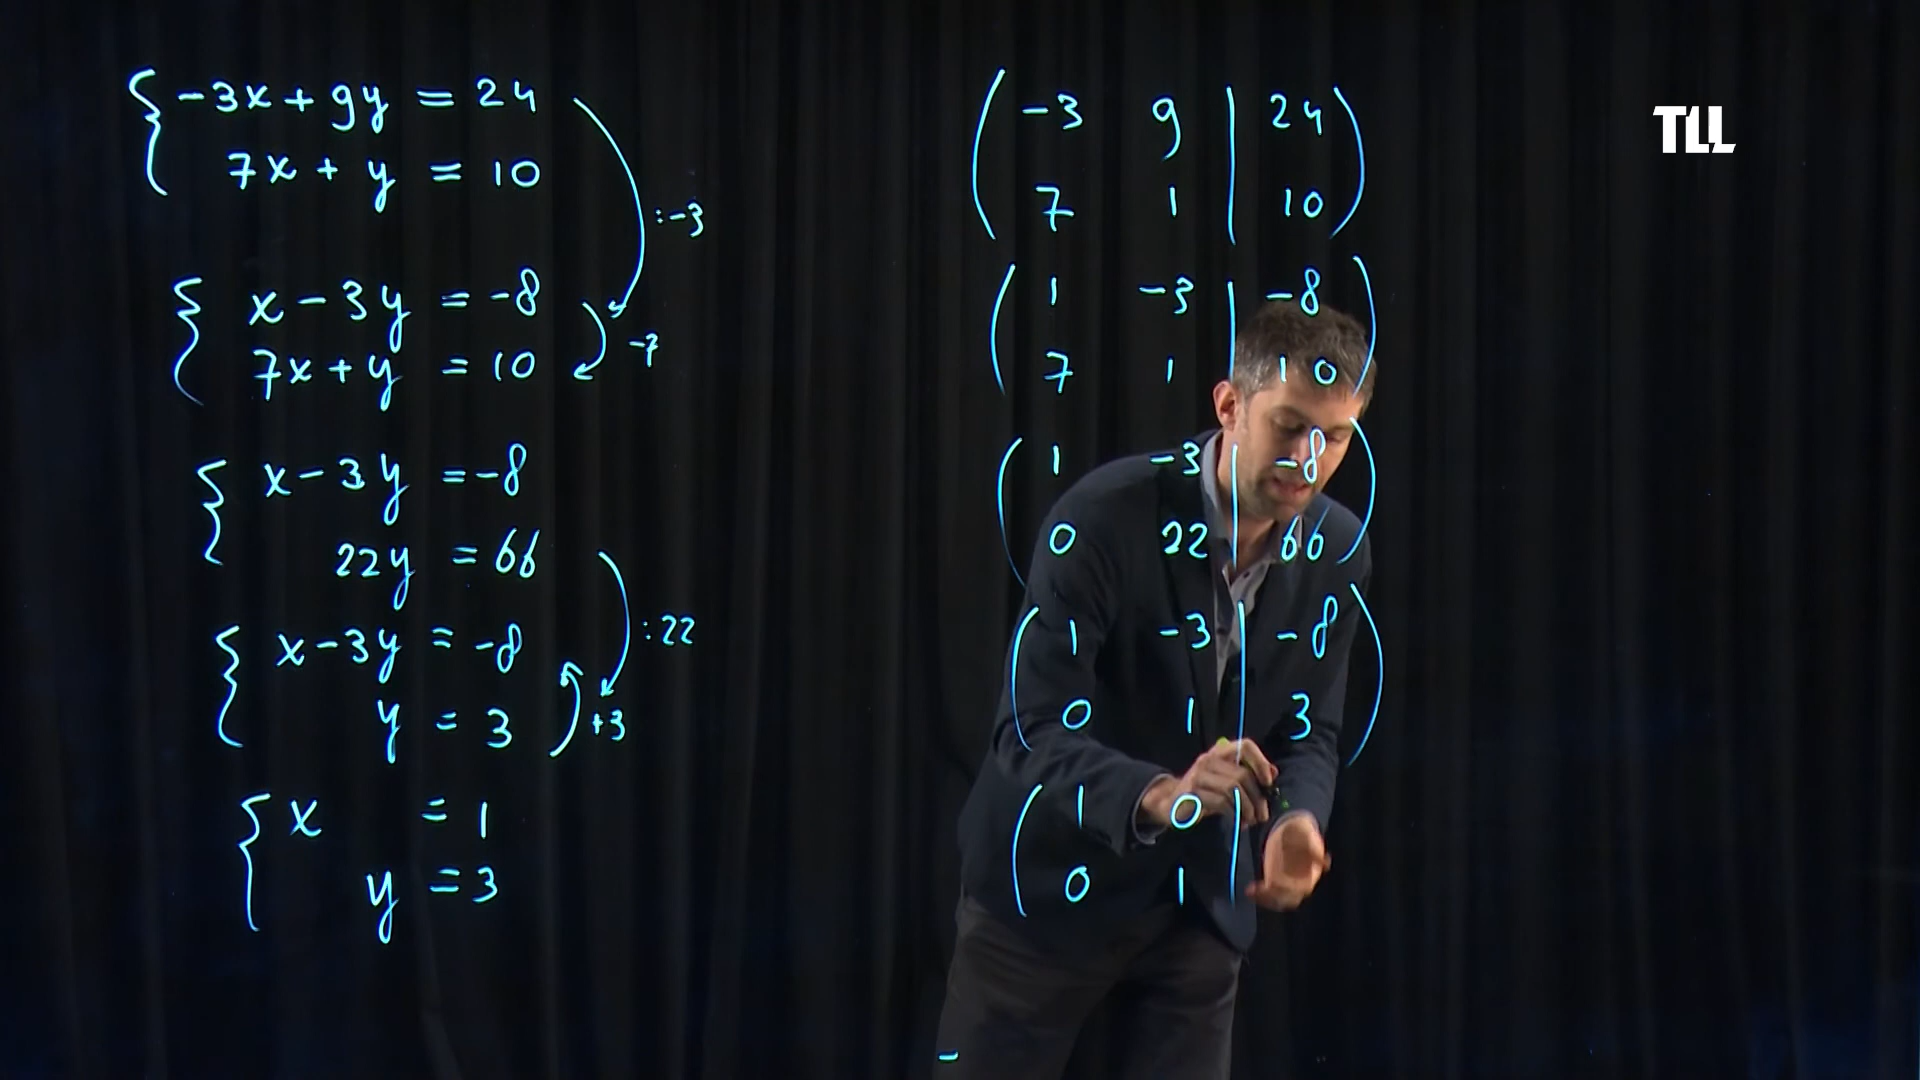 -3x + 9y = 24
7x + y = 10
:-3
x - 3y = -8
7x + y = 10
-7
x - 3y = -8
22y = 66
:22
x - 3y = -8
y = 3
+3
x = 1
y = 3
-3 9 | 24
7 1 | 10
1 -3 | -8
7 1 | 10
1 -3 | -8
0 22 | 66
1 -3 | -8
0 1 | 3
1 0 |
0 1 |
-
TLL